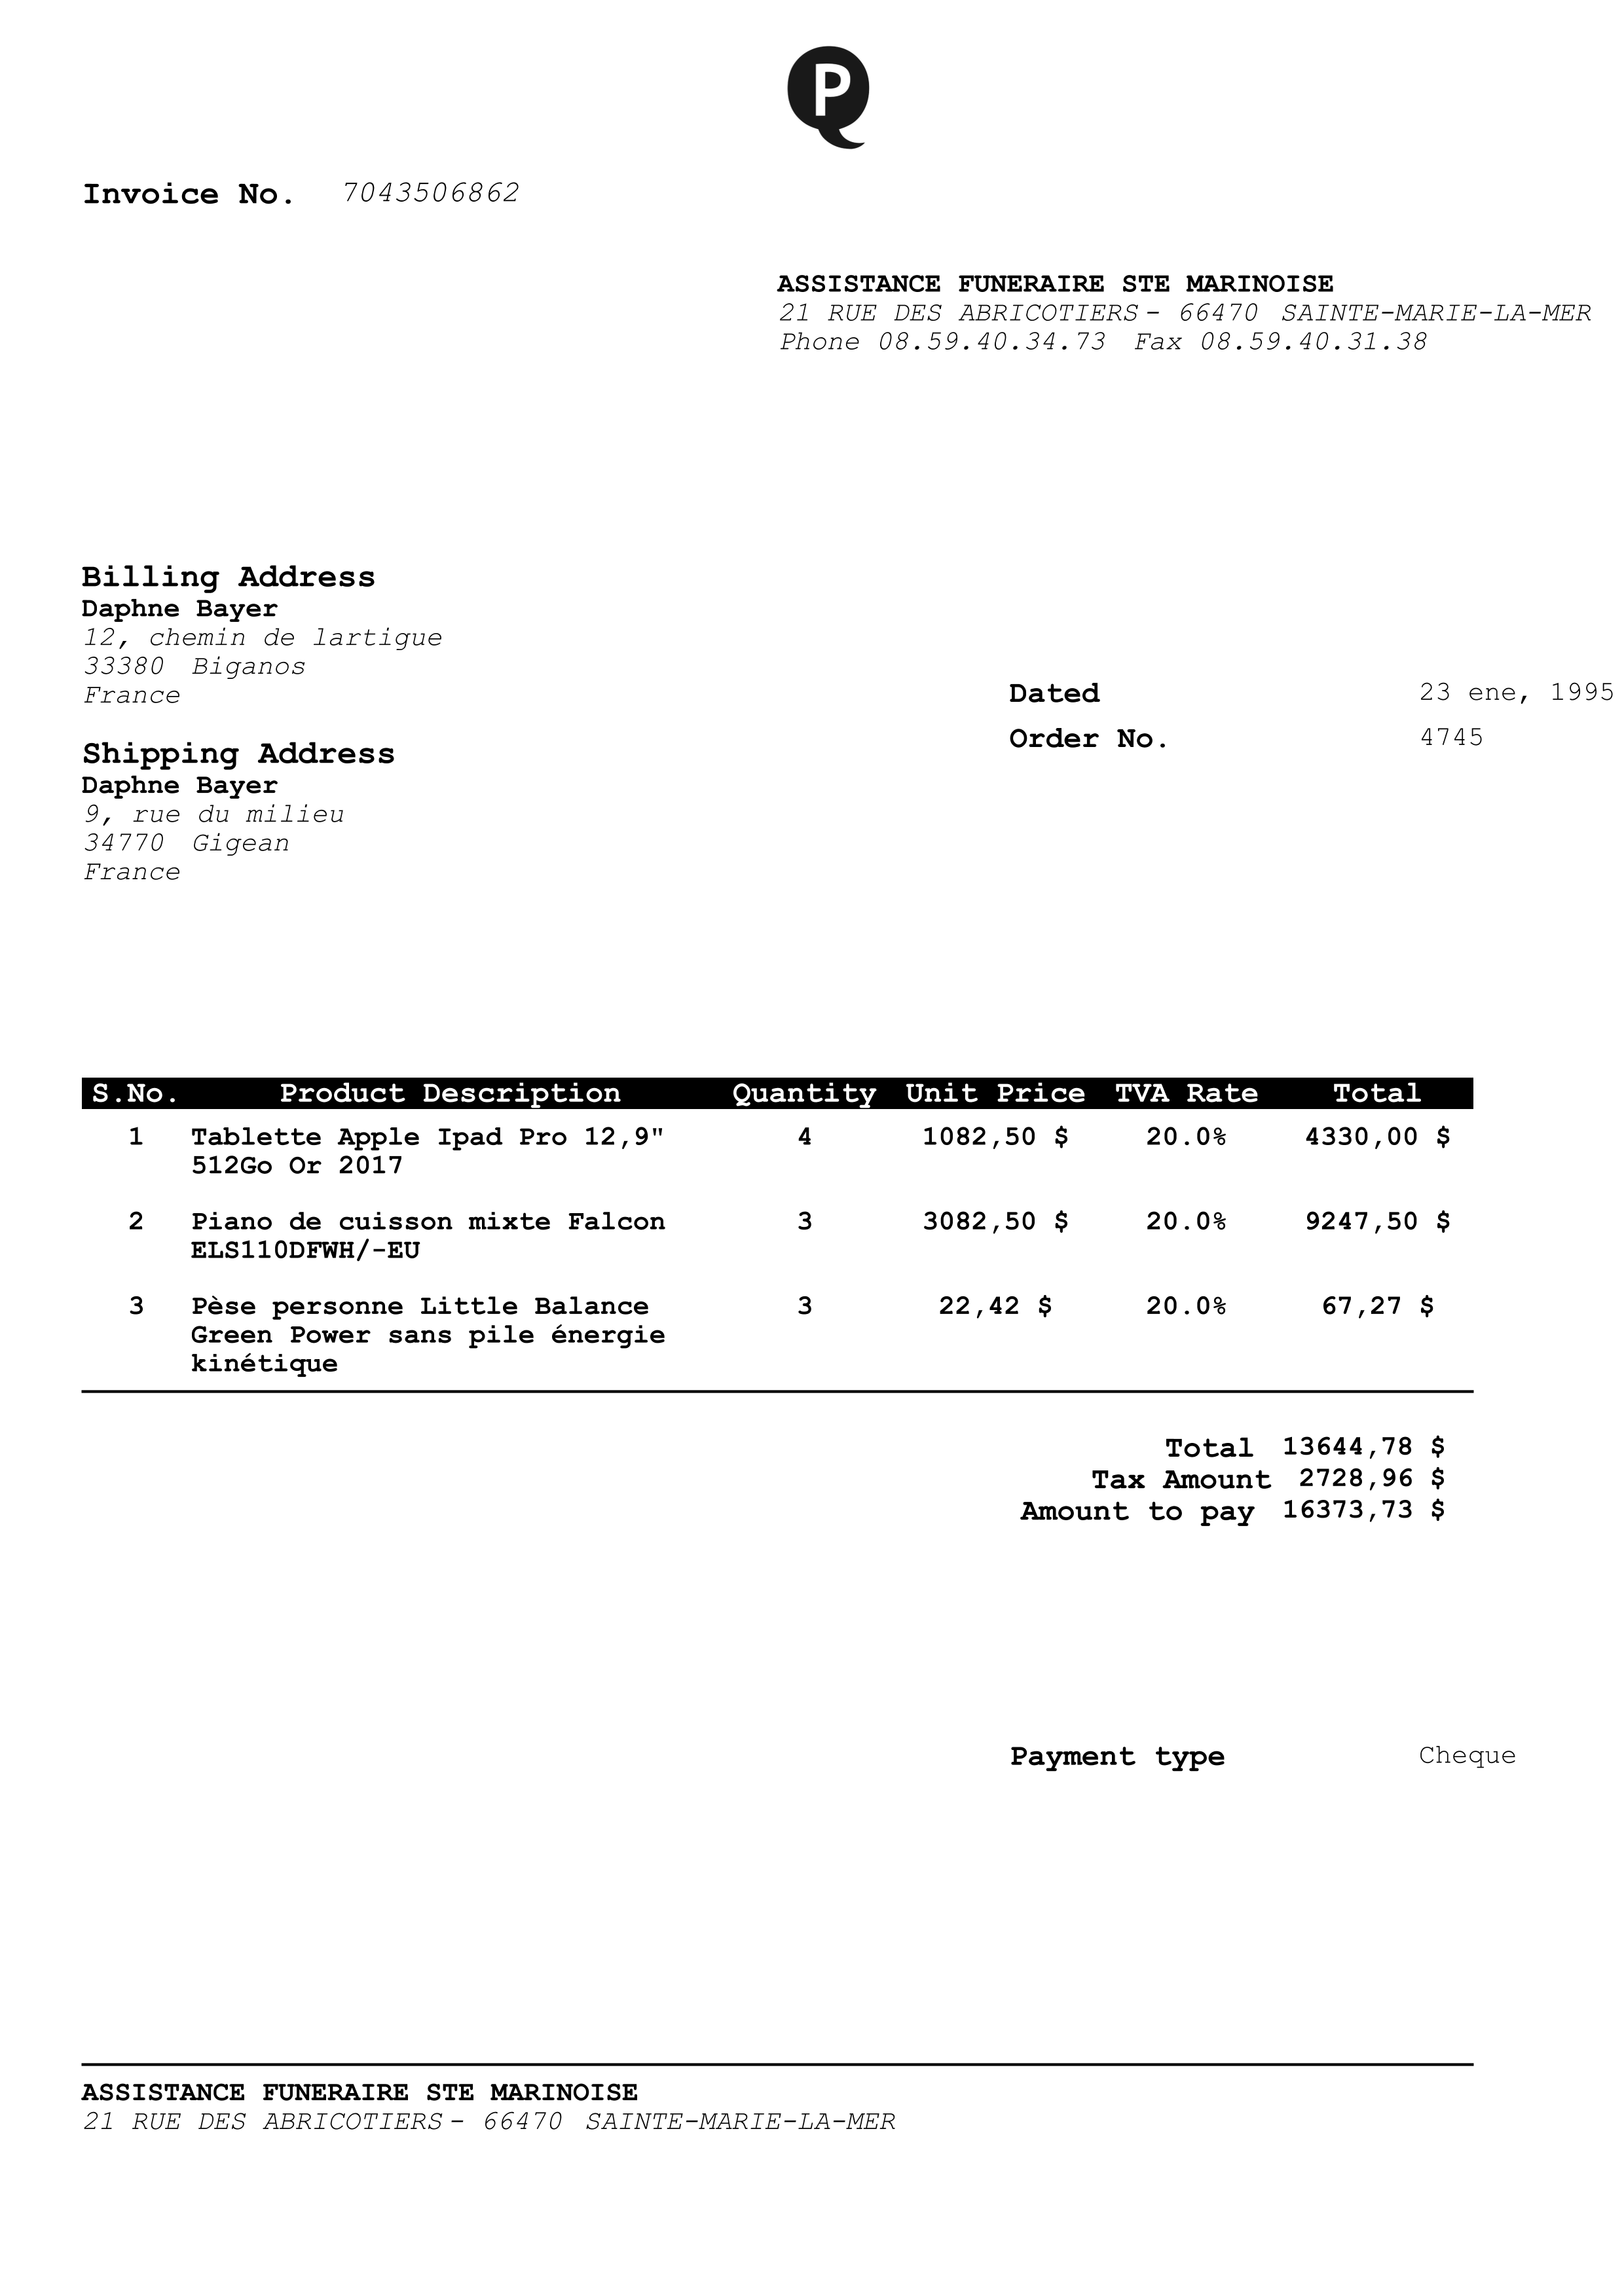 P
Invoice No. 7043506862
ASSISTANCE FUNERAIRE STE MARINOISE
21 RUE DES ABRICOTIERS - 66470 SAINTE-MARIE-LA-MER
Phone 08.59.40.34.73 Fax 08.59.40.31.38
Billing Address
Daphne Bayer
12, chemin de lartigue
33380 Biganos
France
Dated 23 ene, 1995
Order No. 4745
Shipping Address
Daphne Bayer
9, rue du milieu
34770 Gigean
France
S.No. Product Description Quantity Unit Price TVA Rate Total
1 Tablette Apple Ipad Pro 12,9" 4 1082,50 $ 20.0% 4330,00 $
512Go Or 2017
2 Piano de cuisson mixte Falcon 3 3082,50 $ 20.0% 9247,50 $
ELS110DFWH/-EU
3 Pèse personne Little Balance 3 22,42 $ 20.0% 67,27 $
Green Power sans pile énergie
kinétique
Total 13644,78 $
Tax Amount 2728,96 $
Amount to pay 16373,73 $
Payment type Cheque
ASSISTANCE FUNERAIRE STE MARINOISE
21 RUE DES ABRICOTIERS - 66470 SAINTE-MARIE-LA-MER